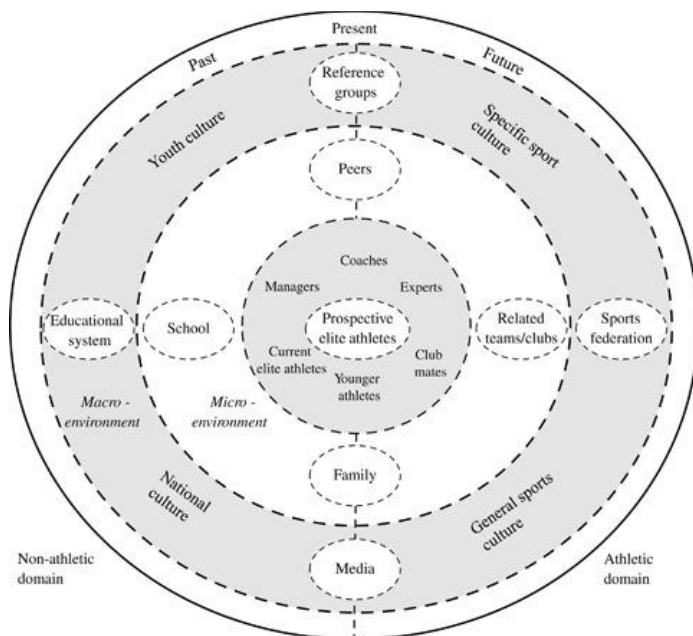 Present
Past
Future
Reference
groups
Youth culture
Specific sport
culture
Peers
Coaches
Managers
Experts
Educational
system
School
Prospective
elite athletes
Related
teams/clubs
Sports
federation
Current
elite athletes
Club
mates
Younger
athletes
Macro -
environment
Micro -
environment
Family
National
culture
General sports
culture
Non-athletic
domain
Media
Athletic
domain